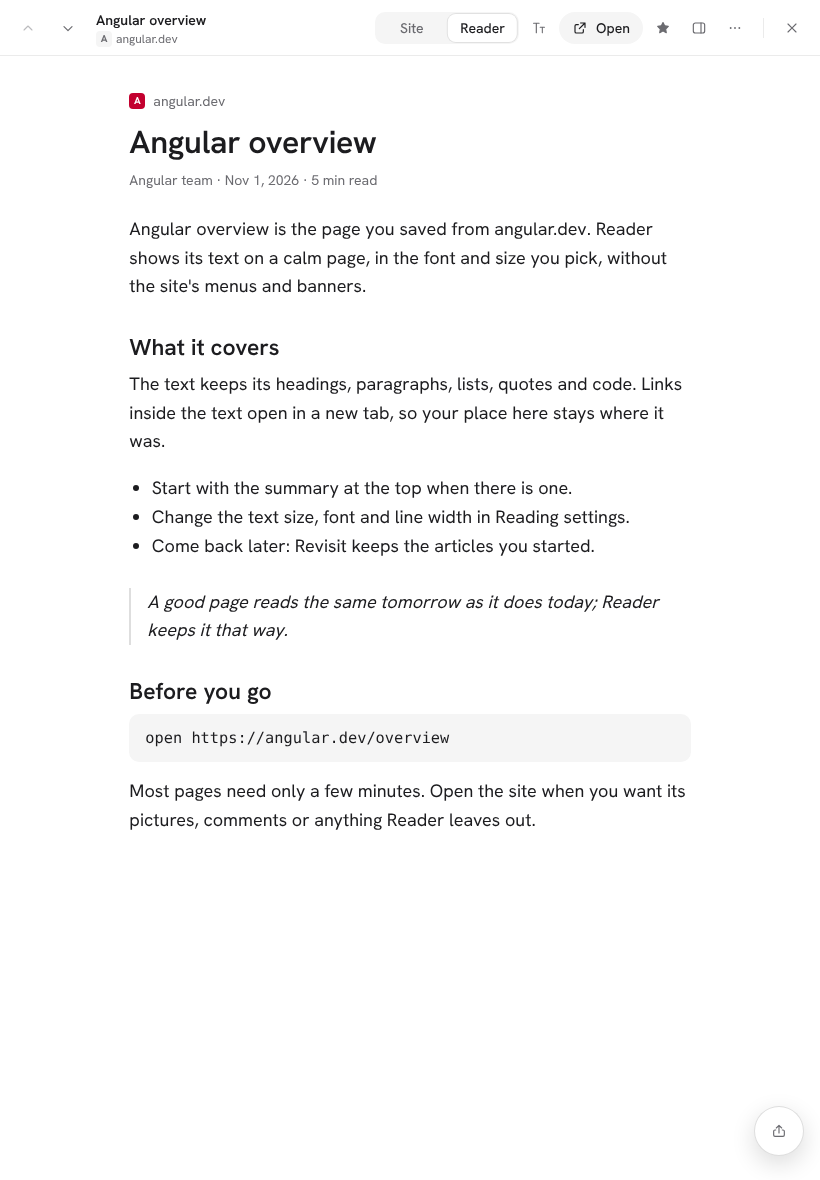 Angular overview
A angular.dev
Site Reader Tт Open
A angular.dev
Angular overview
Angular team · Nov 1, 2026 · 5 min read
Angular overview is the page you saved from angular.dev. Reader
shows its text on a calm page, in the font and size you pick, without
the site's menus and banners.
What it covers
The text keeps its headings, paragraphs, lists, quotes and code. Links
inside the text open in a new tab, so your place here stays where it
was.
• Start with the summary at the top when there is one.
• Change the text size, font and line width in Reading settings.
• Come back later: Revisit keeps the articles you started.
A good page reads the same tomorrow as it does today; Reader
keeps it that way.
Before you go
open https://angular.dev/overview
Most pages need only a few minutes. Open the site when you want its
pictures, comments or anything Reader leaves out.